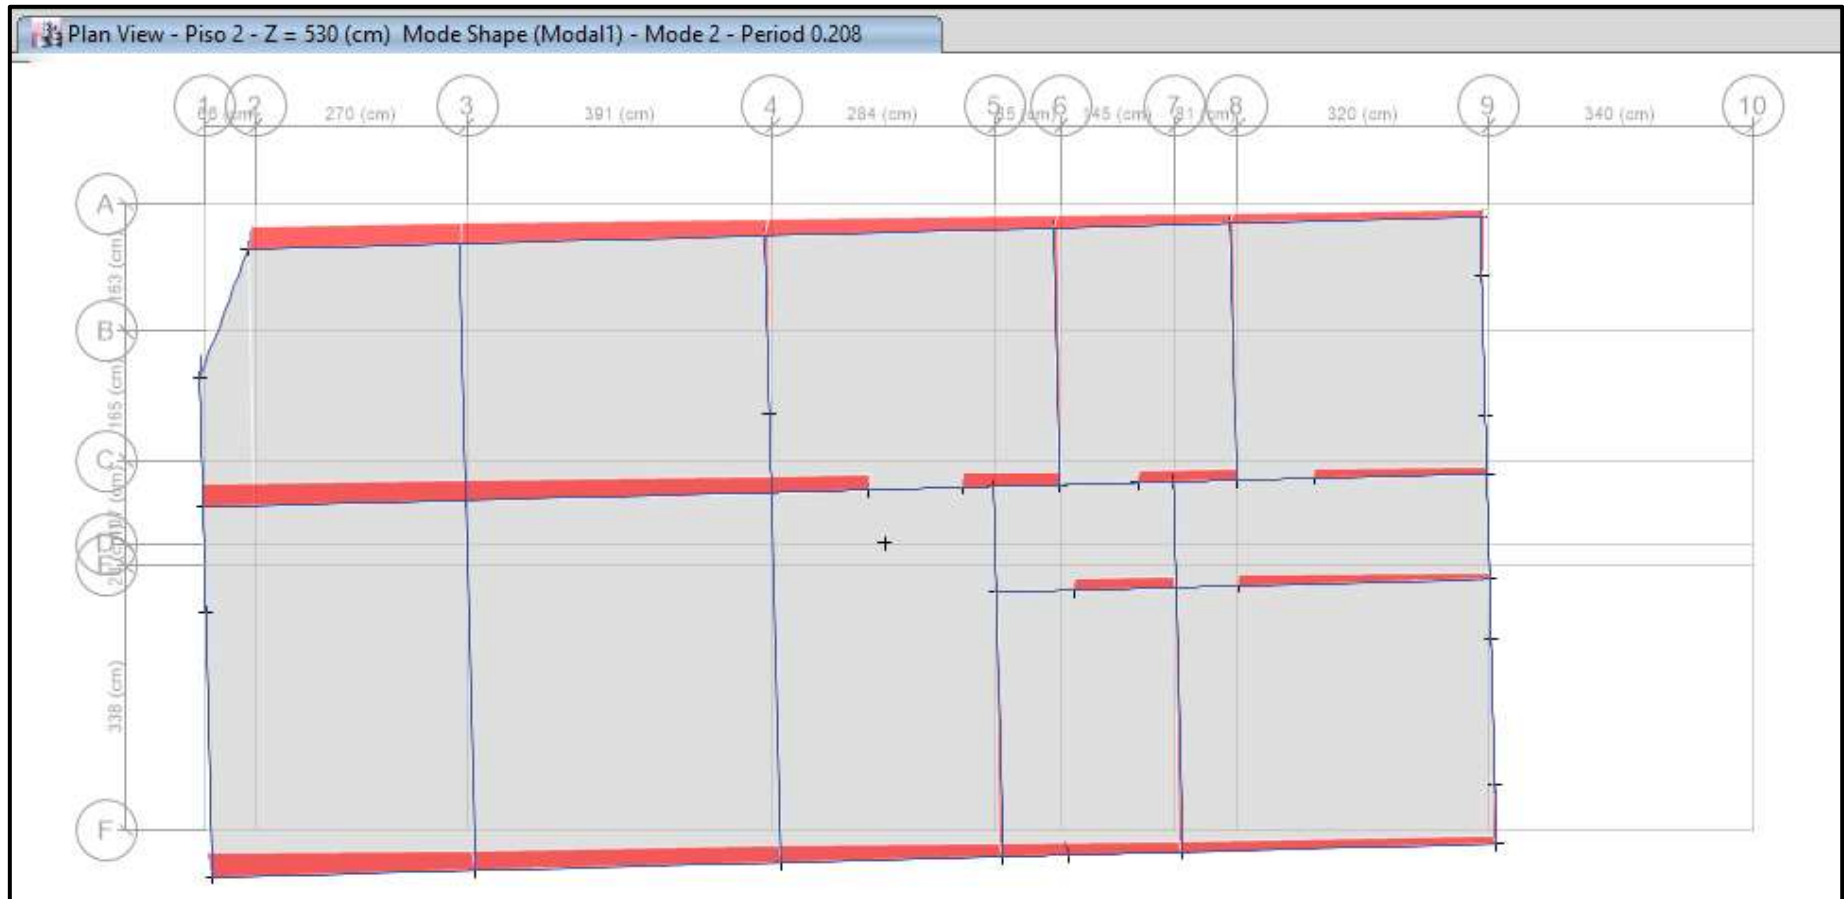 Plan View - Piso 2 - Z = 530 (cm) Mode Shape (Modal1) - Mode 2 - Period 0.208
1 2 3 4 5 6 7 8 9 10
270 (cm) 391 (cm) 284 (cm) 145 (cm) 81 (cm) 320 (cm) 340 (cm)
A
163 (cm)
B
165 (cm)
C
D
338 (cm)
F